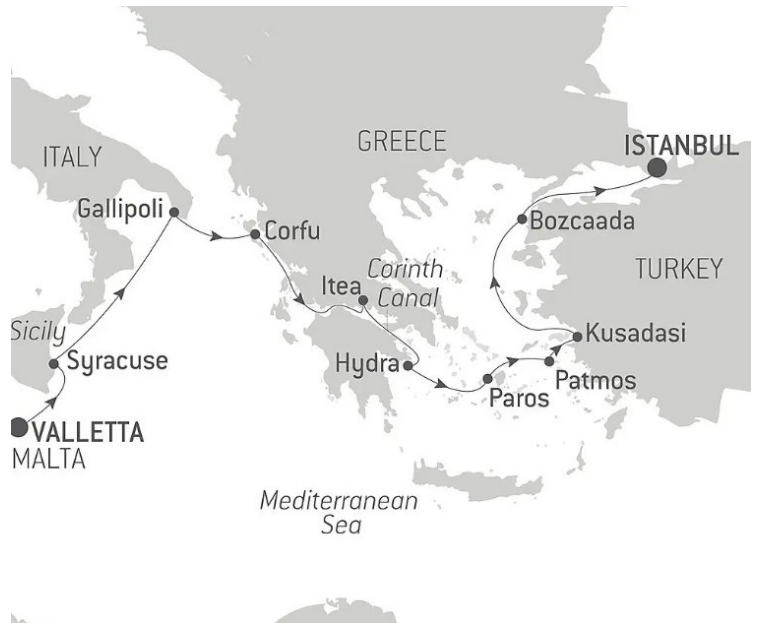 GREECE
ISTANBUL
ITALY
Gallipoli
Corfu
Bozcaada
Corinth
Canal
Itea
TURKEY
Sicily
Syracuse
Hydra
Kusadasi
Patmos
Paros
VALLETTA
MALTA
Mediterranean
Sea